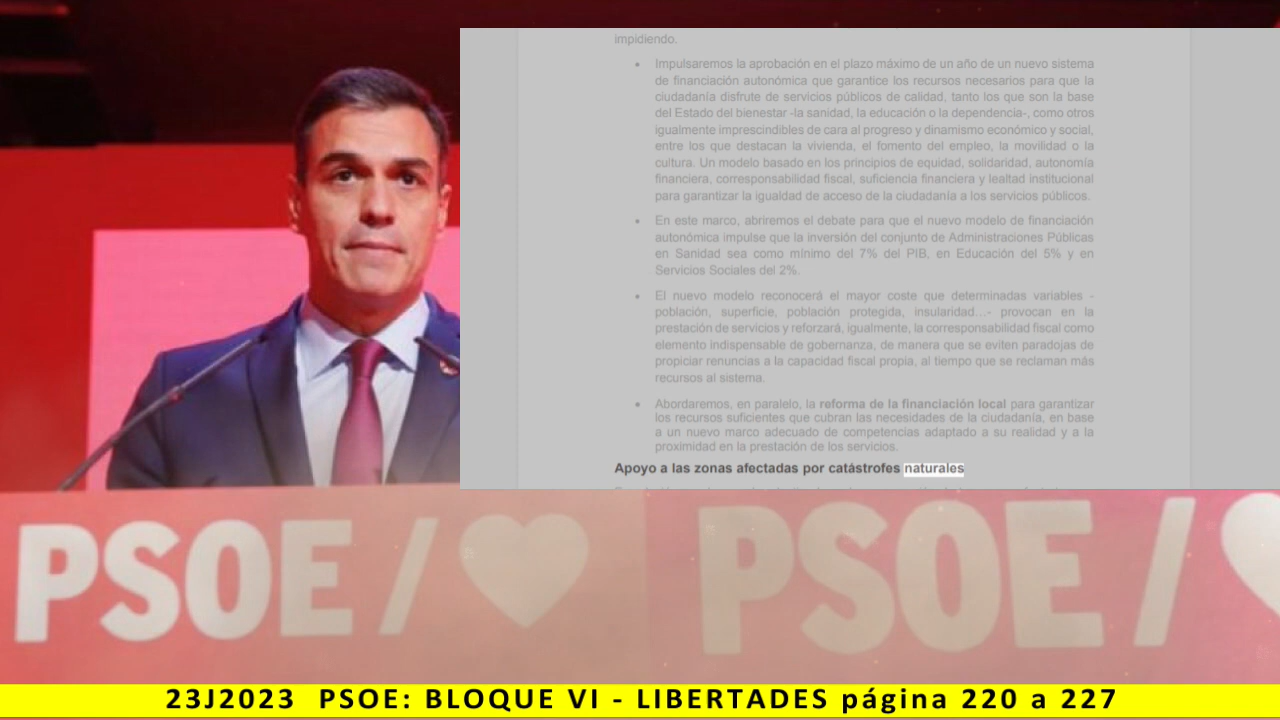 impidiendo.
• Impulsaremos la aprobación en el plazo máximo de un año de un nuevo sistema
de financiación autonómica que garantice los recursos necesarios para que la
ciudadanía disfrute de servicios públicos de calidad, tanto los que son la base
del Estado del bienestar -la sanidad, la educación o la dependencia-, como otros
igualmente imprescindibles de cara al progreso y dinamismo económico y social,
entre los que destacan la vivienda, el fomento del empleo, la movilidad o la
cultura. Un modelo basado en los principios de equidad, solidaridad, autonomía
financiera, corresponsabilidad fiscal, suficiencia financiera y lealtad institucional
para garantizar la igualdad de acceso de la ciudadanía a los servicios públicos.
• En este marco, abriremos el debate para que el nuevo modelo de financiación
autonómica impulse que la inversión del conjunto de Administraciones Públicas
en Sanidad sea como mínimo del 7% del PIB, en Educación del 5% y en
Servicios Sociales del 2%.
• El nuevo modelo reconocerá el mayor coste que determinadas variables -
población, superficie, población protegida, insularidad…- provocan en la
prestación de servicios y reforzará, igualmente, la corresponsabilidad fiscal como
elemento indispensable de gobernanza, de manera que se eviten paradojas de
propiciar renuncias a la capacidad fiscal propia, al tiempo que se reclaman más
recursos al sistema.
• Abordaremos, en paralelo, la reforma de la financiación local para garantizar
los recursos suficientes que cubran las necesidades de la ciudadanía, en base
a un nuevo marco adecuado de competencias adaptado a su realidad y a la
proximidad en la prestación de los servicios.
Apoyo a las zonas afectadas por catástrofes naturales
PSOE / PSOE /
23J2023 PSOE: BLOQUE VI - LIBERTADES página 220 a 227